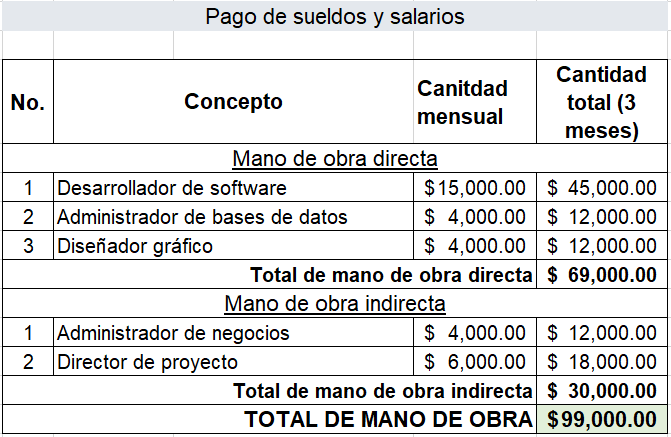 Pago de sueldos y salarios
No. Concepto Canitdad mensual Cantidad total (3 meses)
Mano de obra directa
1 Desarrollador de software $15,000.00 $ 45,000.00
2 Administrador de bases de datos $ 4,000.00 $ 12,000.00
3 Diseñador gráfico $ 4,000.00 $ 12,000.00
Total de mano de obra directa $ 69,000.00
Mano de obra indirecta
1 Administrador de negocios $ 4,000.00 $ 12,000.00
2 Director de proyecto $ 6,000.00 $ 18,000.00
Total de mano de obra indirecta $ 30,000.00
TOTAL DE MANO DE OBRA $99,000.00